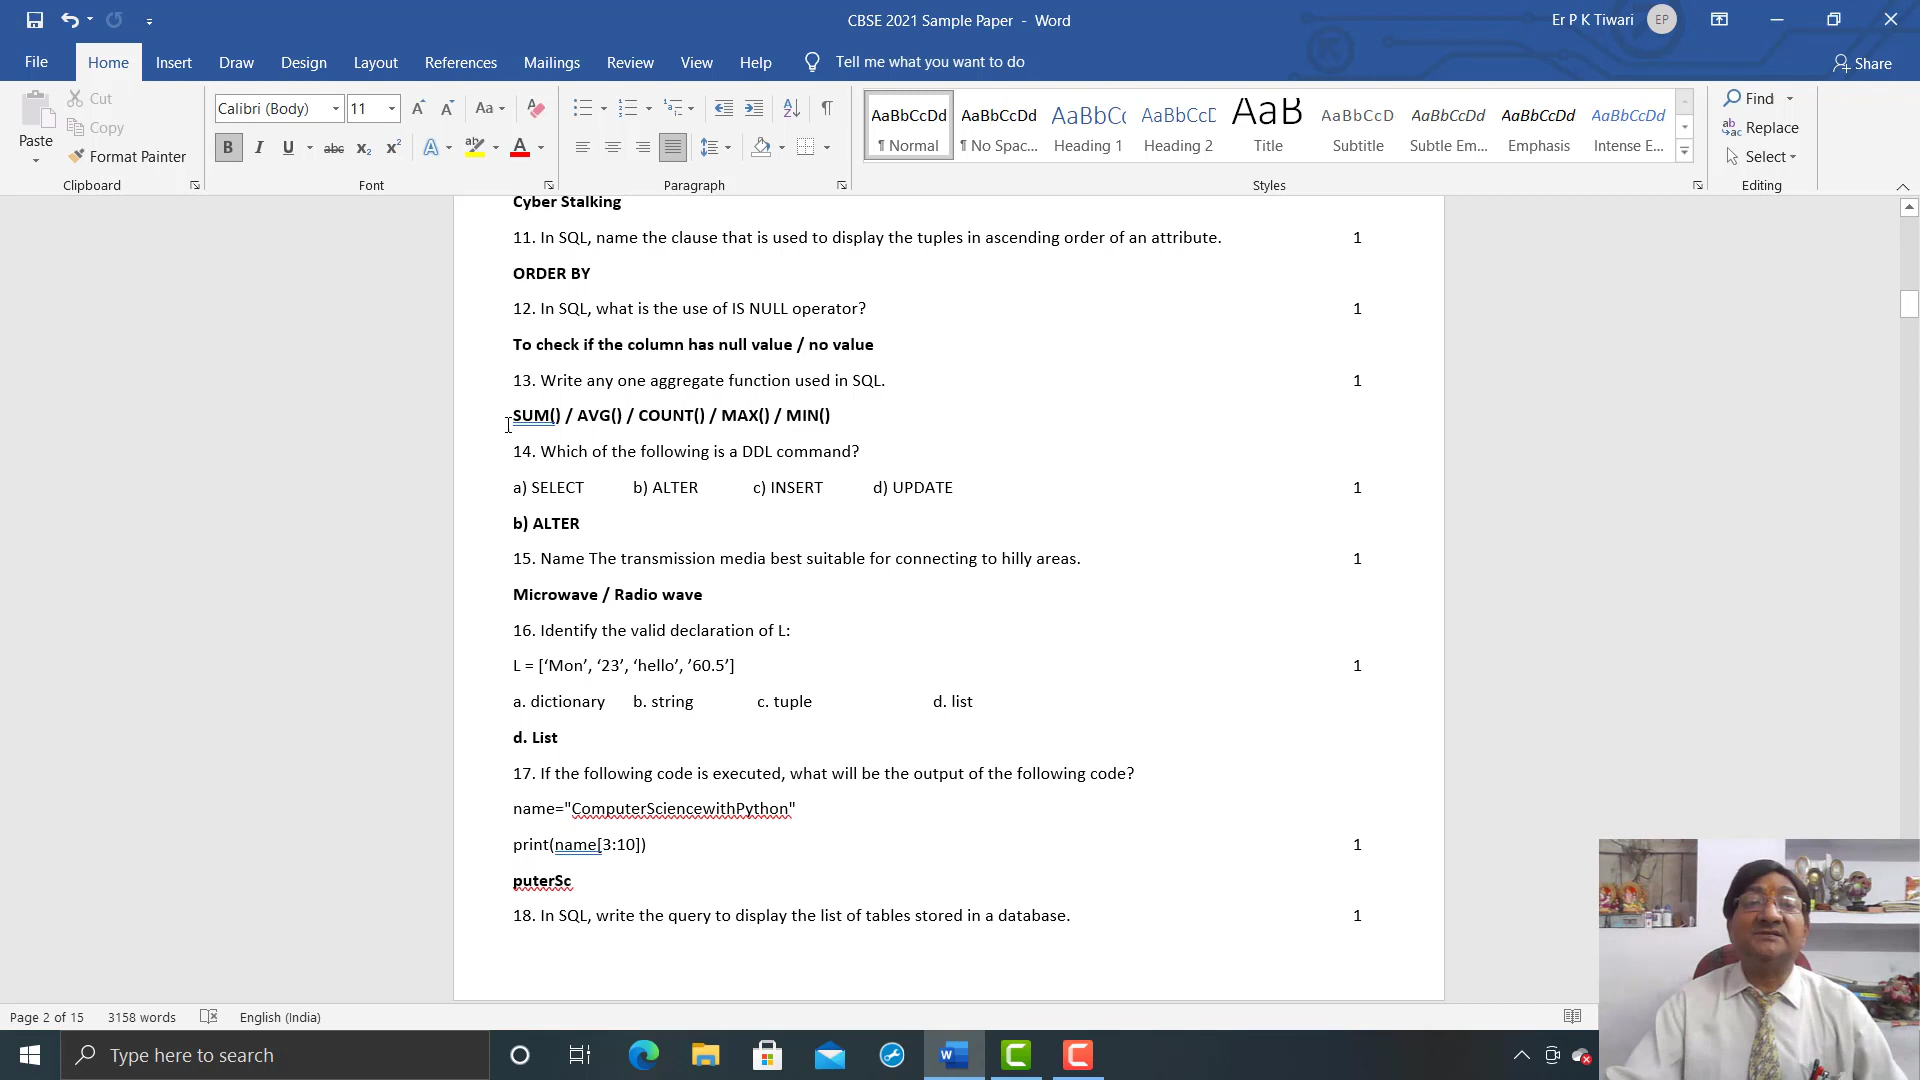 CBSE 2021 Sample Paper - Word
Er P K Tiwari EP
File Home Insert Draw Design Layout References Mailings Review View Help Tell me what you want to do Share
Paste Cut Copy Format Painter Clipboard
Calibri (Body) 11 Aa
B I U abc X₂ X² A A Font
Paragraph
AaBbCcDd AaBbCcDd AaBbC AaBbCcD AaB AaBbCcD AaBbCcDd AaBbCcDd AaBbCcDd
¶ Normal ¶ No Spac... Heading 1 Heading 2 Title Subtitle Subtle Em... Emphasis Intense E...
Styles
Find
Replace
Select
Editing
Cyber Stalking
11. In SQL, name the clause that is used to display the tuples in ascending order of an attribute. 1
ORDER BY
12. In SQL, what is the use of IS NULL operator? 1
To check if the column has null value / no value
13. Write any one aggregate function used in SQL. 1
SUM() / AVG() / COUNT() / MAX() / MIN()
14. Which of the following is a DDL command?
a) SELECT b) ALTER c) INSERT d) UPDATE 1
b) ALTER
15. Name The transmission media best suitable for connecting to hilly areas. 1
Microwave / Radio wave
16. Identify the valid declaration of L:
L = [‘Mon’, ‘23’, ‘hello’, ’60.5’] 1
a. dictionary b. string c. tuple d. list
d. List
17. If the following code is executed, what will be the output of the following code?
name="ComputerSciencewithPython"
print(name[3:10]) 1
puterSc
18. In SQL, write the query to display the list of tables stored in a database. 1
Page 2 of 15 3158 words English (India)
Type here to search